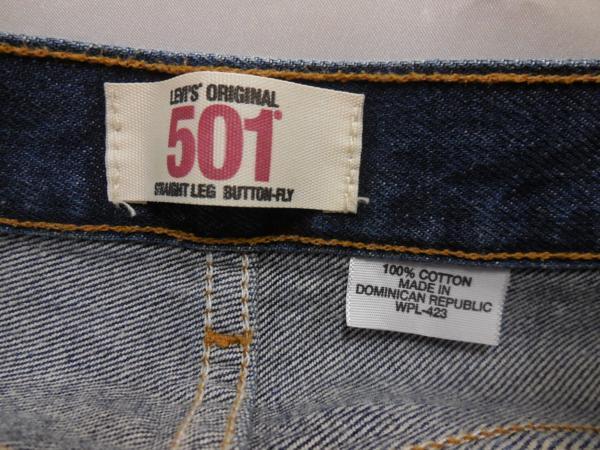 LEVI'S® ORIGINAL
501®
STRAIGHT LEG BUTTON-FLY
100% COTTON
MADE IN
DOMINICAN REPUBLIC
WPL-423